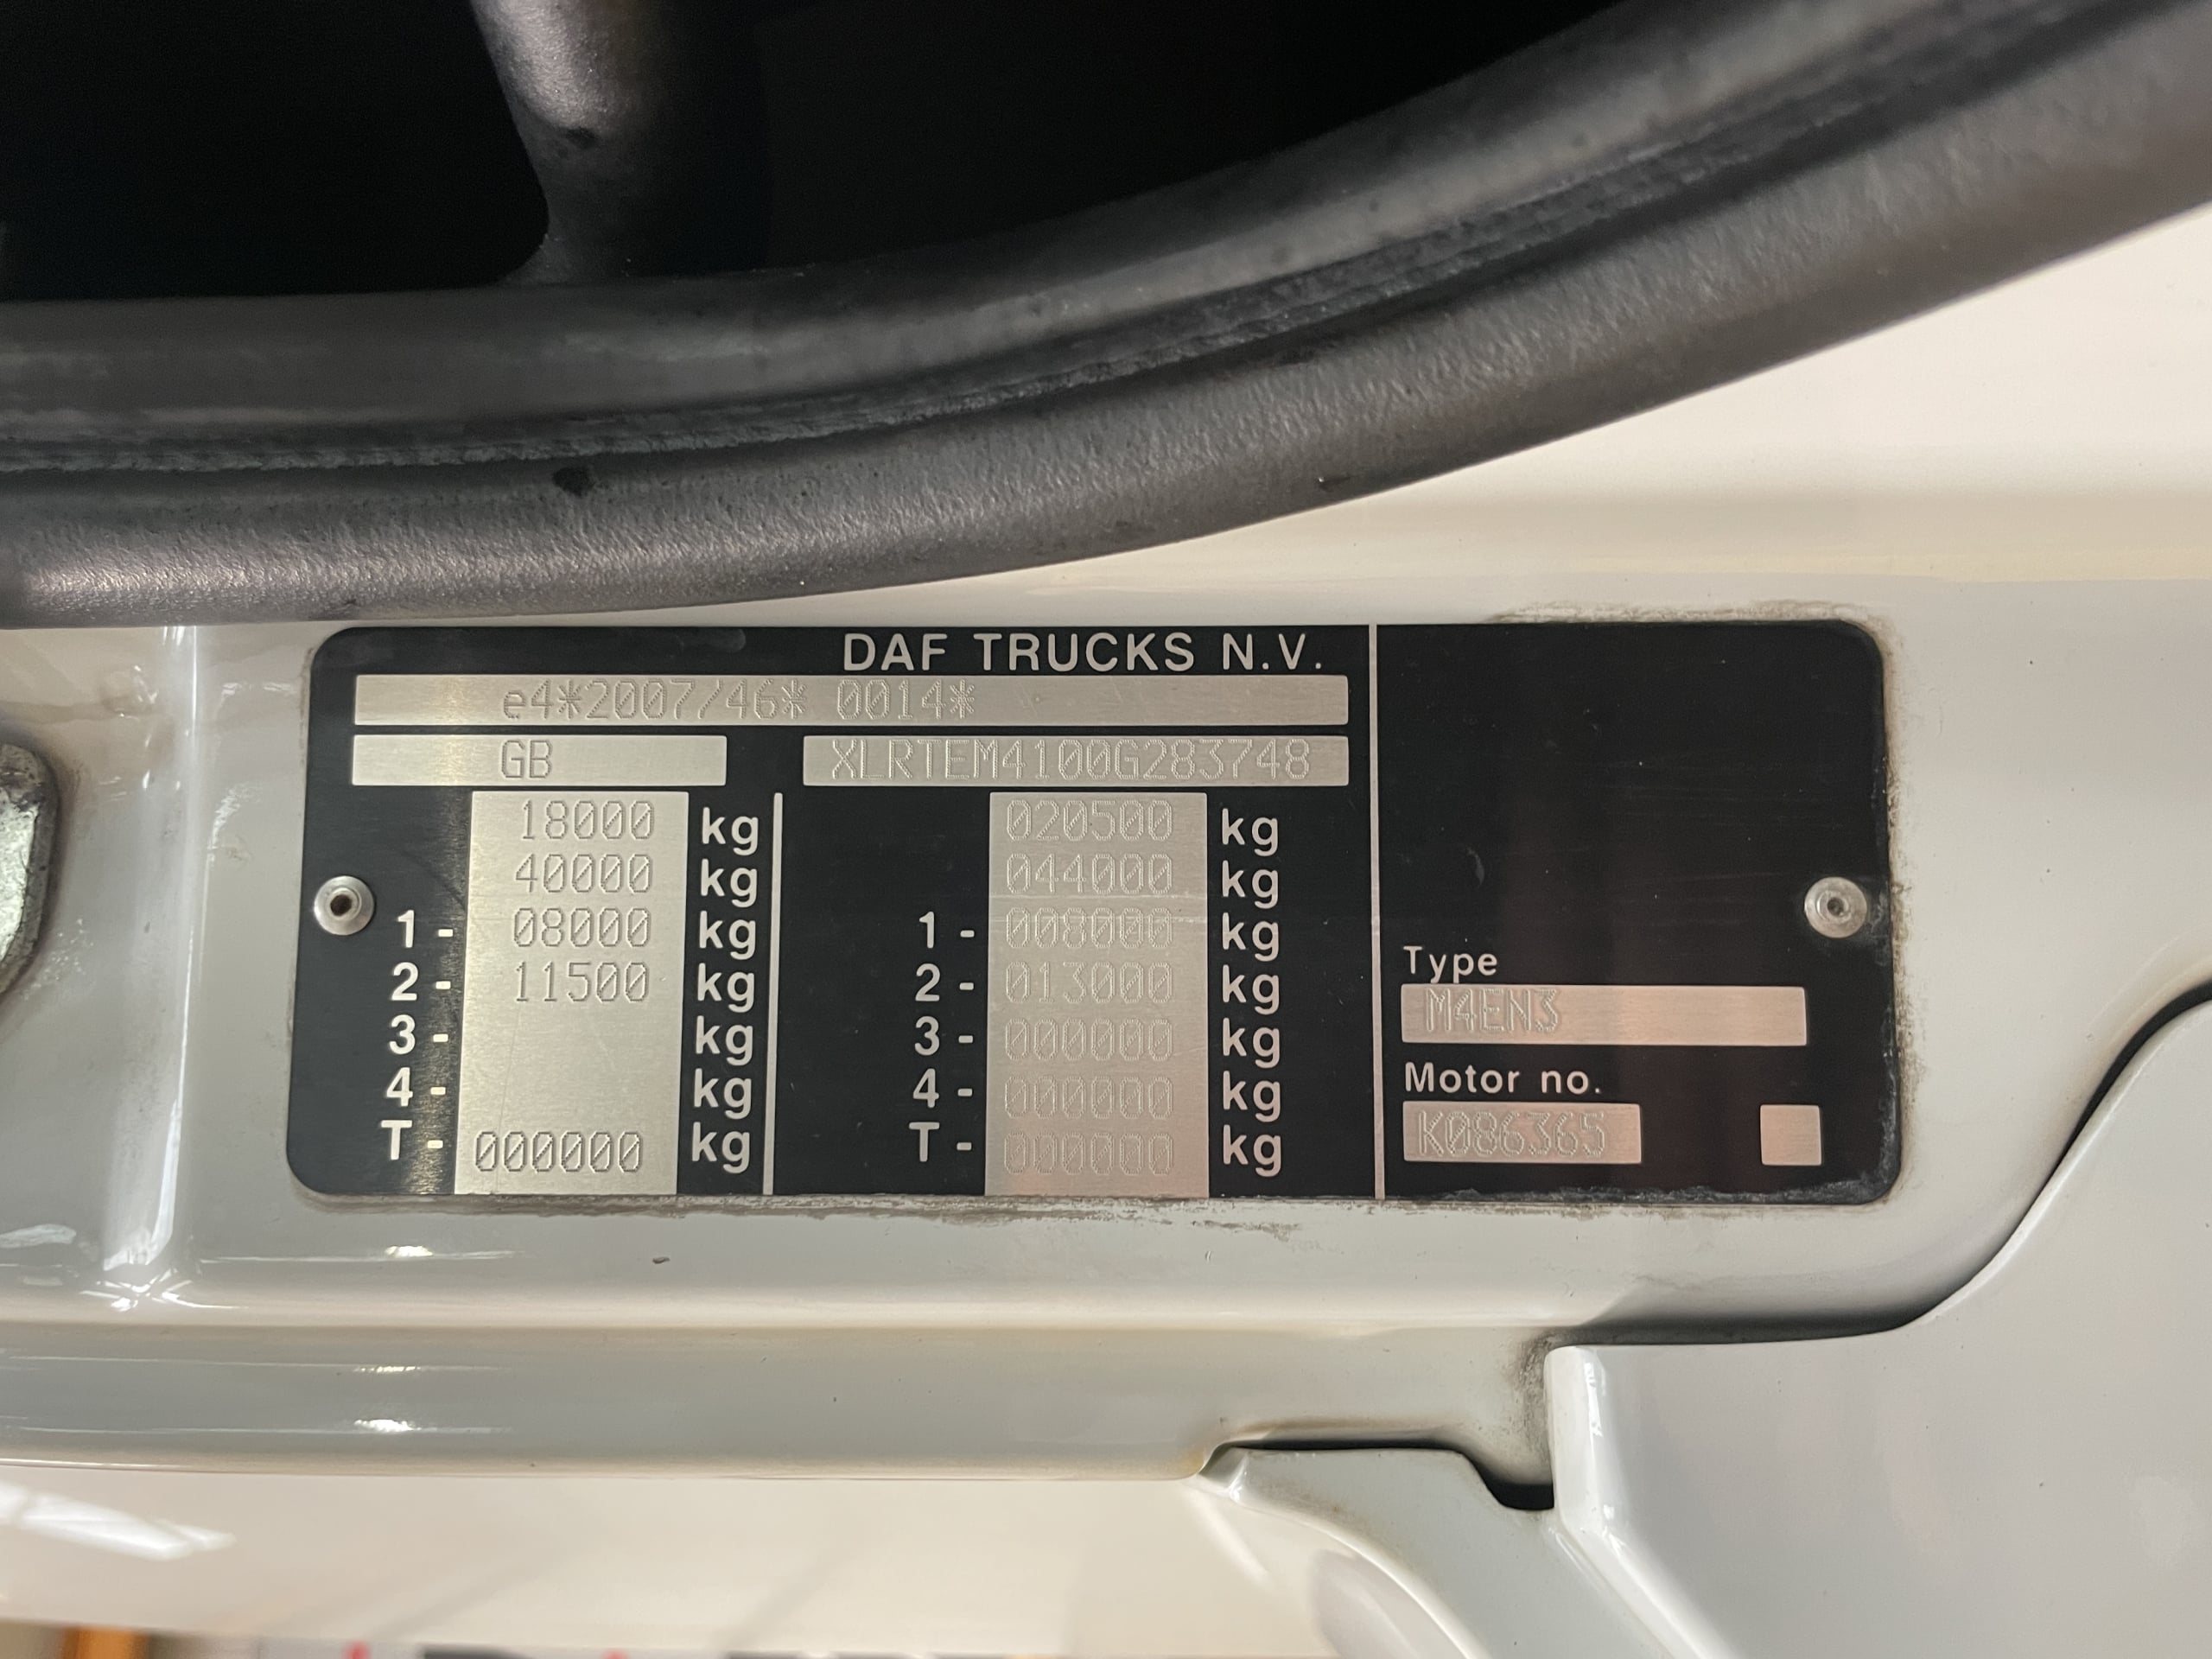 DAF TRUCKS N.V.
e4*2007/46* 0014*
GB XLRTEM4100G283748
18000 kg 020500 kg
40000 kg 044000 kg
1- 08000 kg 1- 008000 kg
2- 11500 kg 2- 013000 kg
3- kg 3- 000000 kg
4- kg 4- 000000 kg
T- 000000 kg T- 000000 kg
Type
M4EN3
Motor no.
K086365